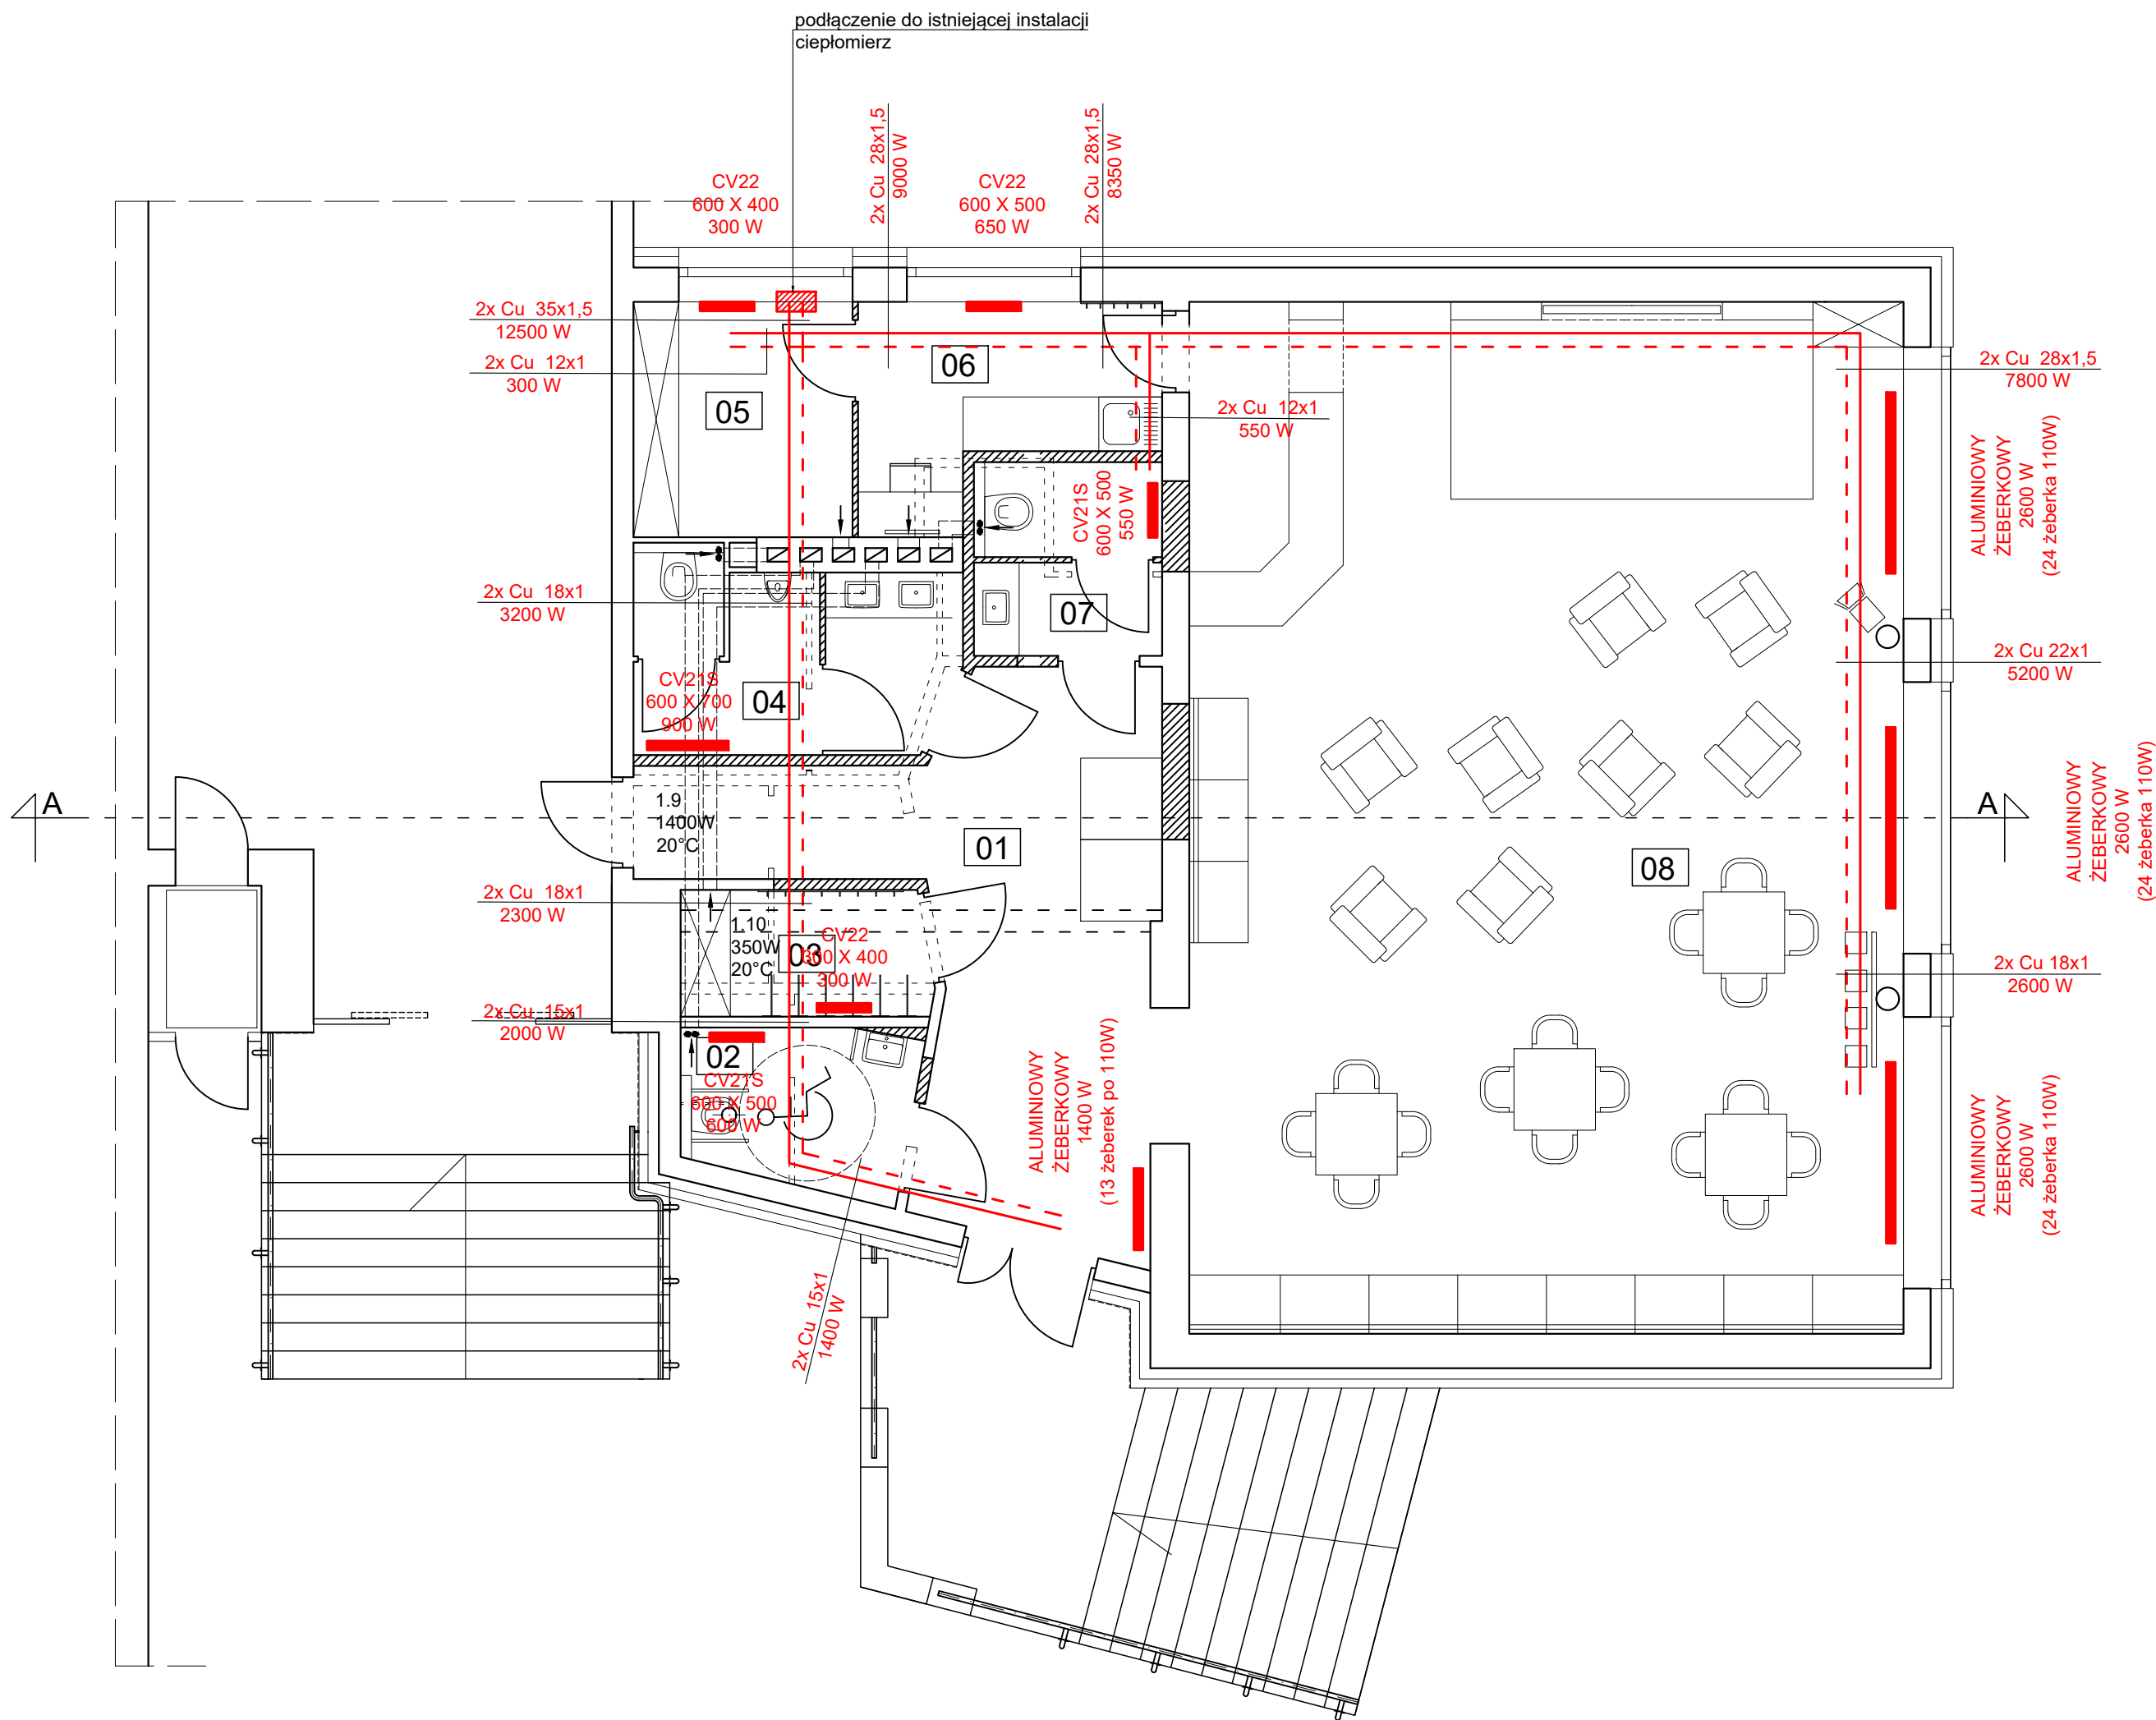 podłączenie do istniejącej instalacji
ciepłomierz
CV22
600 X 400
300 W
2x Cu 28x1,5
9000 W
CV22
600 X 500
650 W
2x Cu 28x1,5
8350 W
2x Cu 35x1,5
12500 W
2x Cu 12x1
300 W
05
06
2x Cu 12x1
550 W
2x Cu 28x1,5
7800 W
ALUMINIOWY
ŻEBERKOWY
2600 W
(24 żeberka 110W)
CV21S
600 X 500
550 W
2x Cu 18x1
3200 W
07
CV21S
600 X 700
900 W
04
2x Cu 22x1
5200 W
A
1.9
1400W
20°C
01
08
A
ALUMINIOWY
ŻEBERKOWY
2600 W
(24 żeberka 110W)
2x Cu 18x1
2300 W
1.10
350W
20°C
03
CV22
300 X 400
300 W
2x Cu 18x1
2600 W
2x Cu 15x1
2000 W
02
CV21S
600 X 500
600 W
ALUMINIOWY
ŻEBERKOWY
1400 W
(13 żeberek po 110W)
ALUMINIOWY
ŻEBERKOWY
2600 W
(24 żeberka 110W)
2x Cu 15x1
1400 W